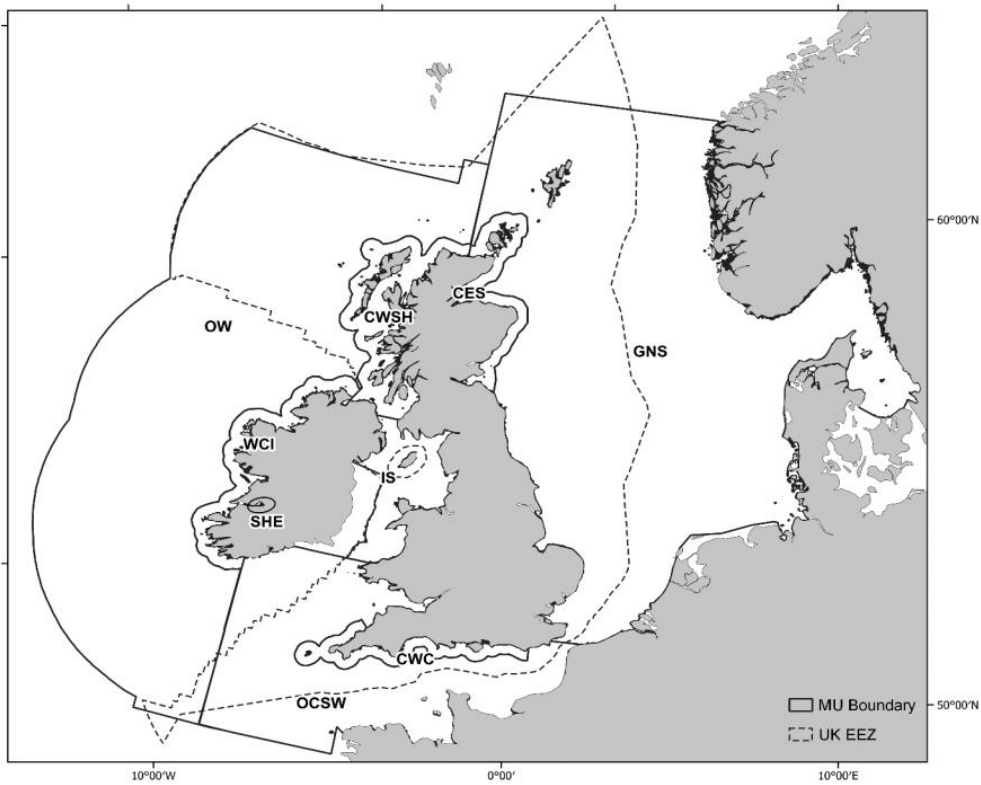 60°00'N
CES
CWSH
OW
GNS
WCI
IS
SHE
CWC
OCSW
MU Boundary
50°00'N
UK EEZ
10°00'W
0°00'
10°00'E